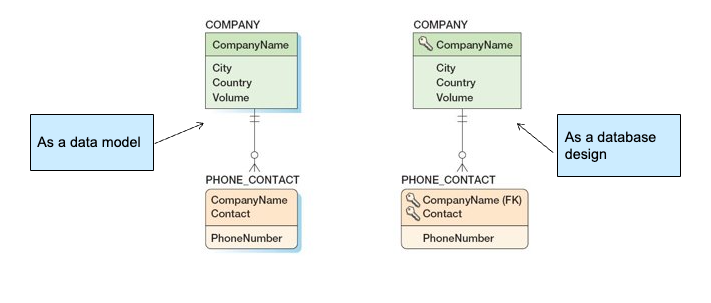 COMPANY
CompanyName
City
Country
Volume
As a data model
PHONE_CONTACT
CompanyName
Contact
PhoneNumber
COMPANY
CompanyName
City
Country
Volume
As a database
design
PHONE_CONTACT
CompanyName (FK)
Contact
PhoneNumber